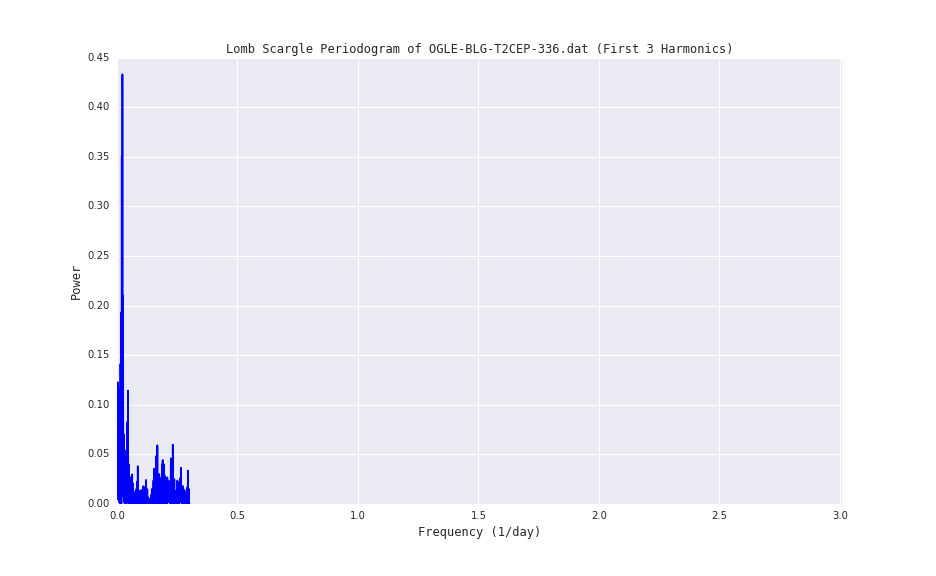 Lomb Scargle Periodogram of OGLE-BLG-T2CEP-336.dat (First 3 Harmonics)
0.45
0.40
0.35
0.30
0.25
0.20
0.15
0.10
0.05
0.00
Power
0.0 0.5 1.0 1.5 2.0 2.5 3.0
Frequency (1/day)